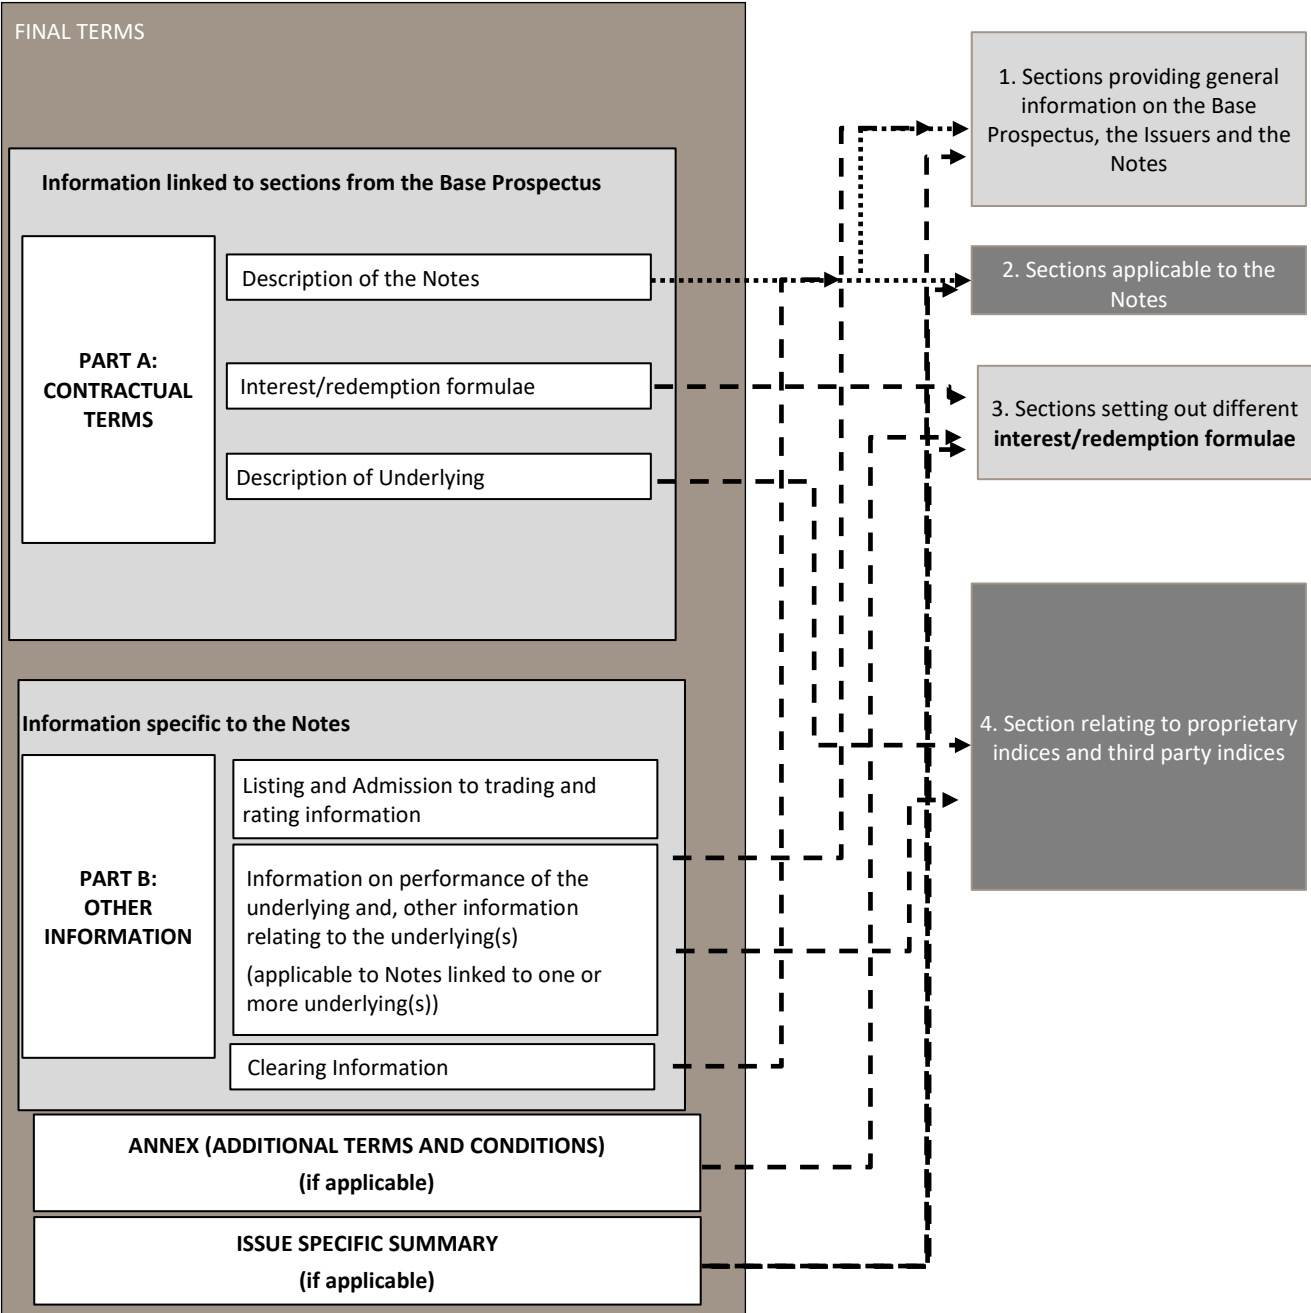 FINAL TERMS
Information linked to sections from the Base Prospectus
PART A:
CONTRACTUAL
TERMS
Description of the Notes
Interest/redemption formulae
Description of Underlying
Information specific to the Notes
PART B:
OTHER
INFORMATION
Listing and Admission to trading and
rating information
Information on performance of the
underlying and, other information
relating to the underlying(s)
(applicable to Notes linked to one or
more underlying(s))
Clearing Information
ANNEX (ADDITIONAL TERMS AND CONDITIONS)
(if applicable)
ISSUE SPECIFIC SUMMARY
(if applicable)
1. Sections providing general
information on the Base
Prospectus, the Issuers and the
Notes
2. Sections applicable to the
Notes
3. Sections setting out different
interest/redemption formulae
4. Section relating to proprietary
indices and third party indices